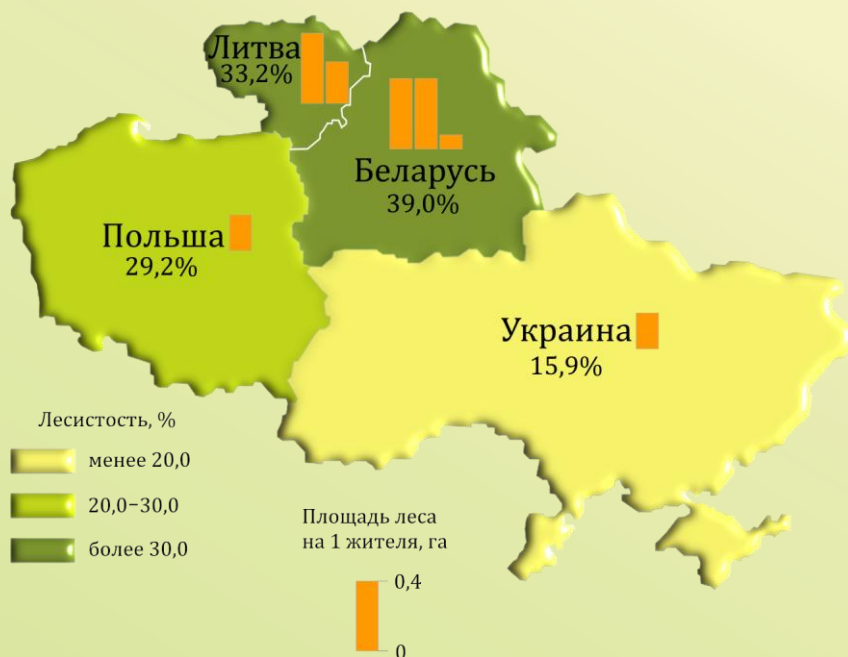 Литва
33,2%
Беларусь
39,0%
Польша
29,2%
Украина
15,9%
Лесистость, %
менее 20,0
20,0−30,0
более 30,0
Площадь леса
на 1 жителя, га
0,4
0